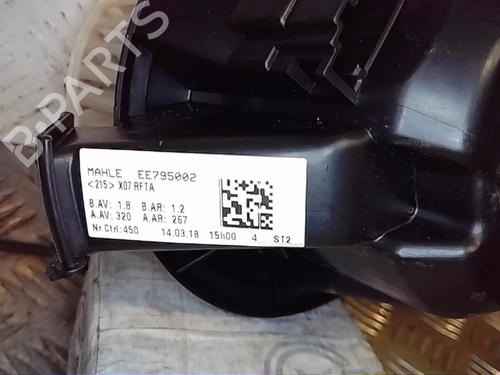 B-PARTS
MAHLE EE795002
<215> X07 RFTA
B.AV: 1.8 B.AR: 1.2
A.AV: 320 A.AR: 267
Nr Ctrl:450 14.03.18 15h00 4 ST2